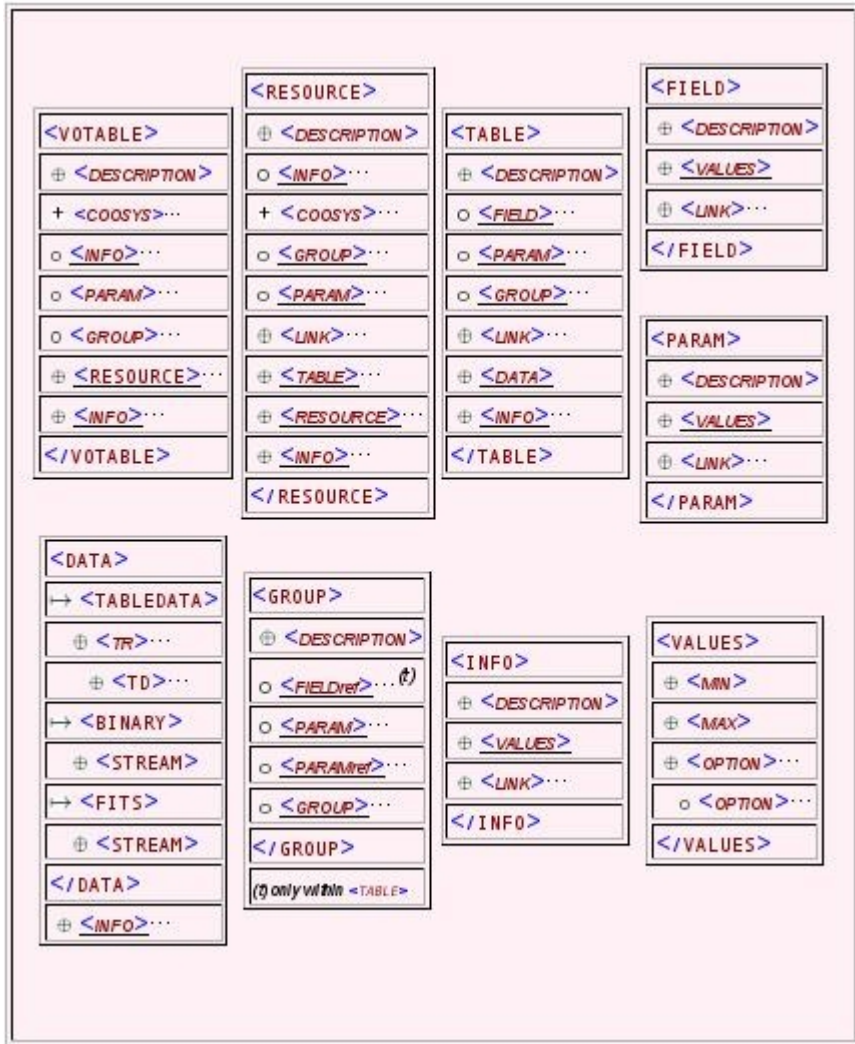 <VOTABLE>
⊕ <DESCRIPTION>
+ <COOSYS>···
o <INFO>···
o <PARAM>···
o <GROUP>···
⊕ <RESOURCE>···
⊕ <INFO>···
</VOTABLE>
<RESOURCE>
⊕ <DESCRIPTION>
o <INFO>···
+ <COOSYS>···
o <GROUP>···
o <PARAM>···
⊕ <LINK>···
⊕ <TABLE>···
⊕ <RESOURCE>···
⊕ <INFO>···
</RESOURCE>
<TABLE>
⊕ <DESCRIPTION>
o <FIELD>···
o <PARAM>···
o <GROUP>···
⊕ <LINK>···
⊕ <DATA>
⊕ <INFO>···
</TABLE>
<FIELD>
⊕ <DESCRIPTION>
⊕ <VALUES>
⊕ <LINK>···
</FIELD>
<PARAM>
⊕ <DESCRIPTION>
⊕ <VALUES>
⊕ <LINK>···
</PARAM>
<DATA>
↦ <TABLEDATA>
⊕ <TR>···
⊕ <TD>···
↦ <BINARY>
⊕ <STREAM>
↦ <FITS>
⊕ <STREAM>
</DATA>
⊕ <INFO>···
<GROUP>
⊕ <DESCRIPTION>
o <FIELDref>···(t)
o <PARAM>···
o <PARAMref>···
o <GROUP>···
</GROUP>
(t) only within <TABLE>
<INFO>
⊕ <DESCRIPTION>
⊕ <VALUES>
⊕ <LINK>···
</INFO>
<VALUES>
⊕ <MIN>
⊕ <MAX>
⊕ <OPTION>···
o <OPTION>···
</VALUES>